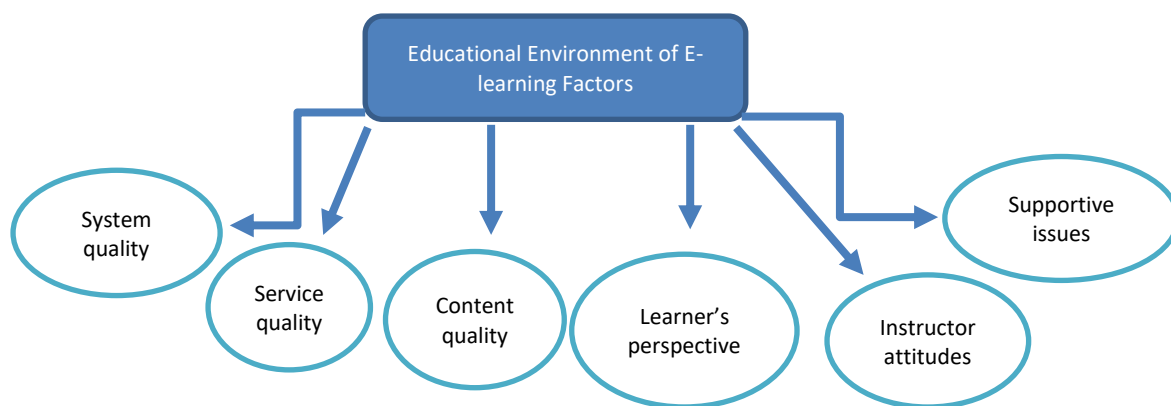 Educational Environment of E-
learning Factors
System
quality
Service
quality
Content
quality
Learner’s
perspective
Instructor
attitudes
Supportive
issues